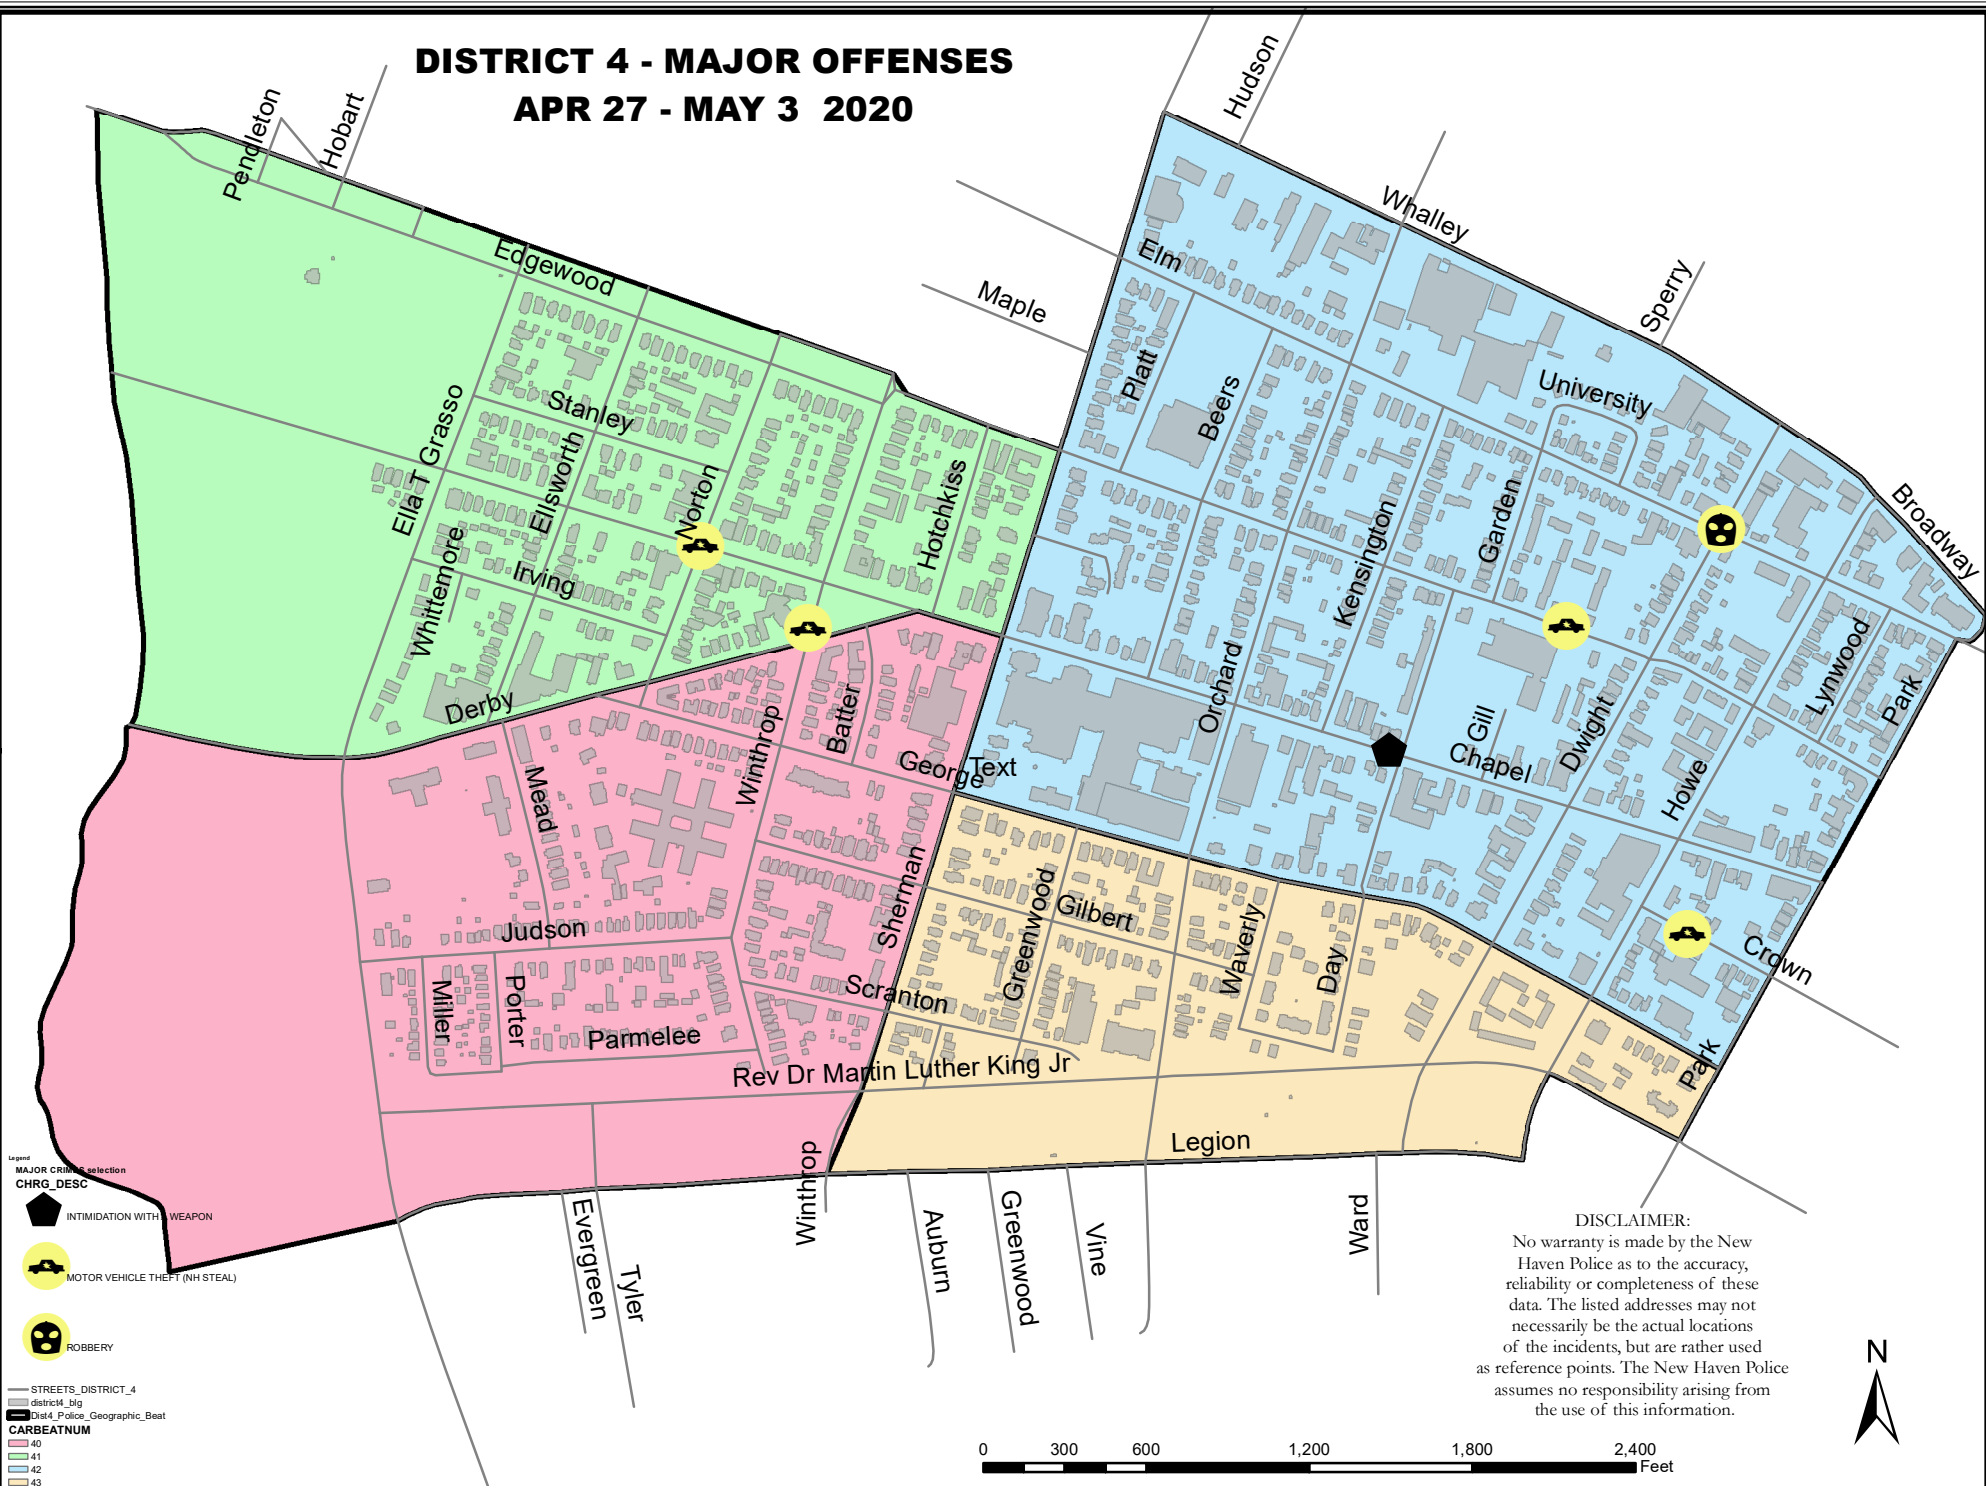 DISTRICT 4 - MAJOR OFFENSES
APR 27 - MAY 3 2020
Pendleton
Hobart
Hudson
Whalley
Edgewood
Elm
Maple
Sperry
Platt
Beers
University
Stanley
Ella T Grasso
Ellsworth
Norton
Hotchkiss
Kensington
Garden
Broadway
Whittemore
Irving
Derby
Orchard
Lynwood
Park
Winthrop
Batter
Gill
Chapel
Dwight
Howe
George
Text
Mead
Sherman
Greenwood
Gilbert
Waverly
Day
Crown
Judson
Scranton
Miller
Porter
Parmelee
Rev Dr Martin Luther King Jr
Park
Legion
Winthrop
Evergreen
Tyler
Auburn
Greenwood
Vine
Ward
Legend
MAJOR CRIMES selection
CHRG_DESC
INTIMIDATION WITH A WEAPON
MOTOR VEHICLE THEFT (NH STEAL)
ROBBERY
STREETS_DISTRICT_4
district4_blg
Dist4_Police_Geographic_Beat
CARBEATNUM
40
41
42
43
DISCLAIMER:
No warranty is made by the New
Haven Police as to the accuracy,
reliability or completeness of these
data. The listed addresses may not
necessarily be the actual locations
of the incidents, but are rather used
as reference points. The New Haven Police
assumes no responsibility arising from
the use of this information.
N
0 300 600 1,200 1,800 2,400
Feet